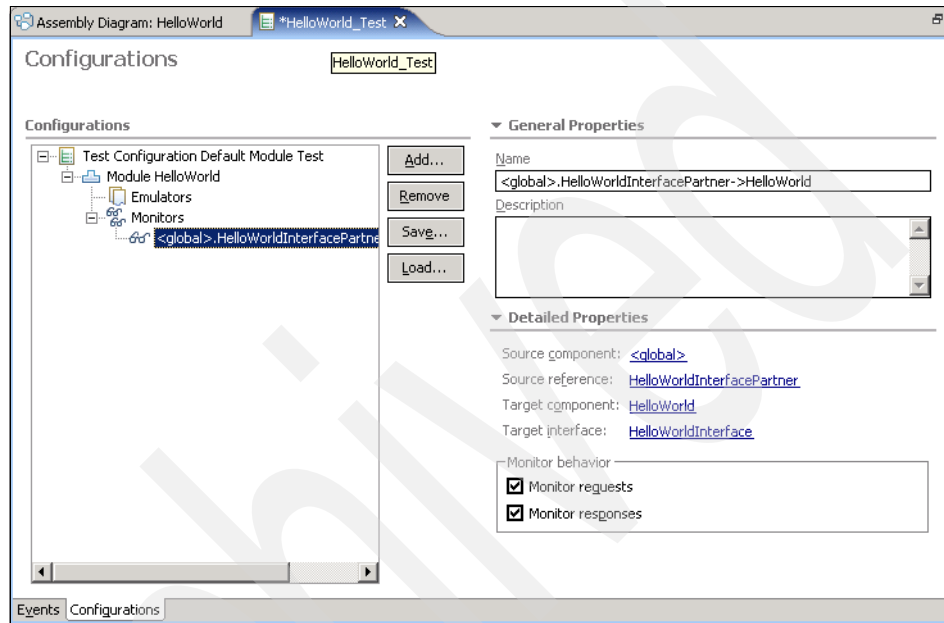 Assembly Diagram: HelloWorld
*HelloWorld_Test
Configurations
HelloWorld_Test
Configurations
Test Configuration Default Module Test
Module HelloWorld
Emulators
Monitors
<global>.HelloWorldInterfacePartne
Add...
Remove
Save...
Load...
General Properties
Name
<global>.HelloWorldInterfacePartner->HelloWorld
Description
Detailed Properties
Source component: <global>
Source reference: HelloWorldInterfacePartner
Target component: HelloWorld
Target interface: HelloWorldInterface
Monitor behavior
Monitor requests
Monitor responses
Events Configurations